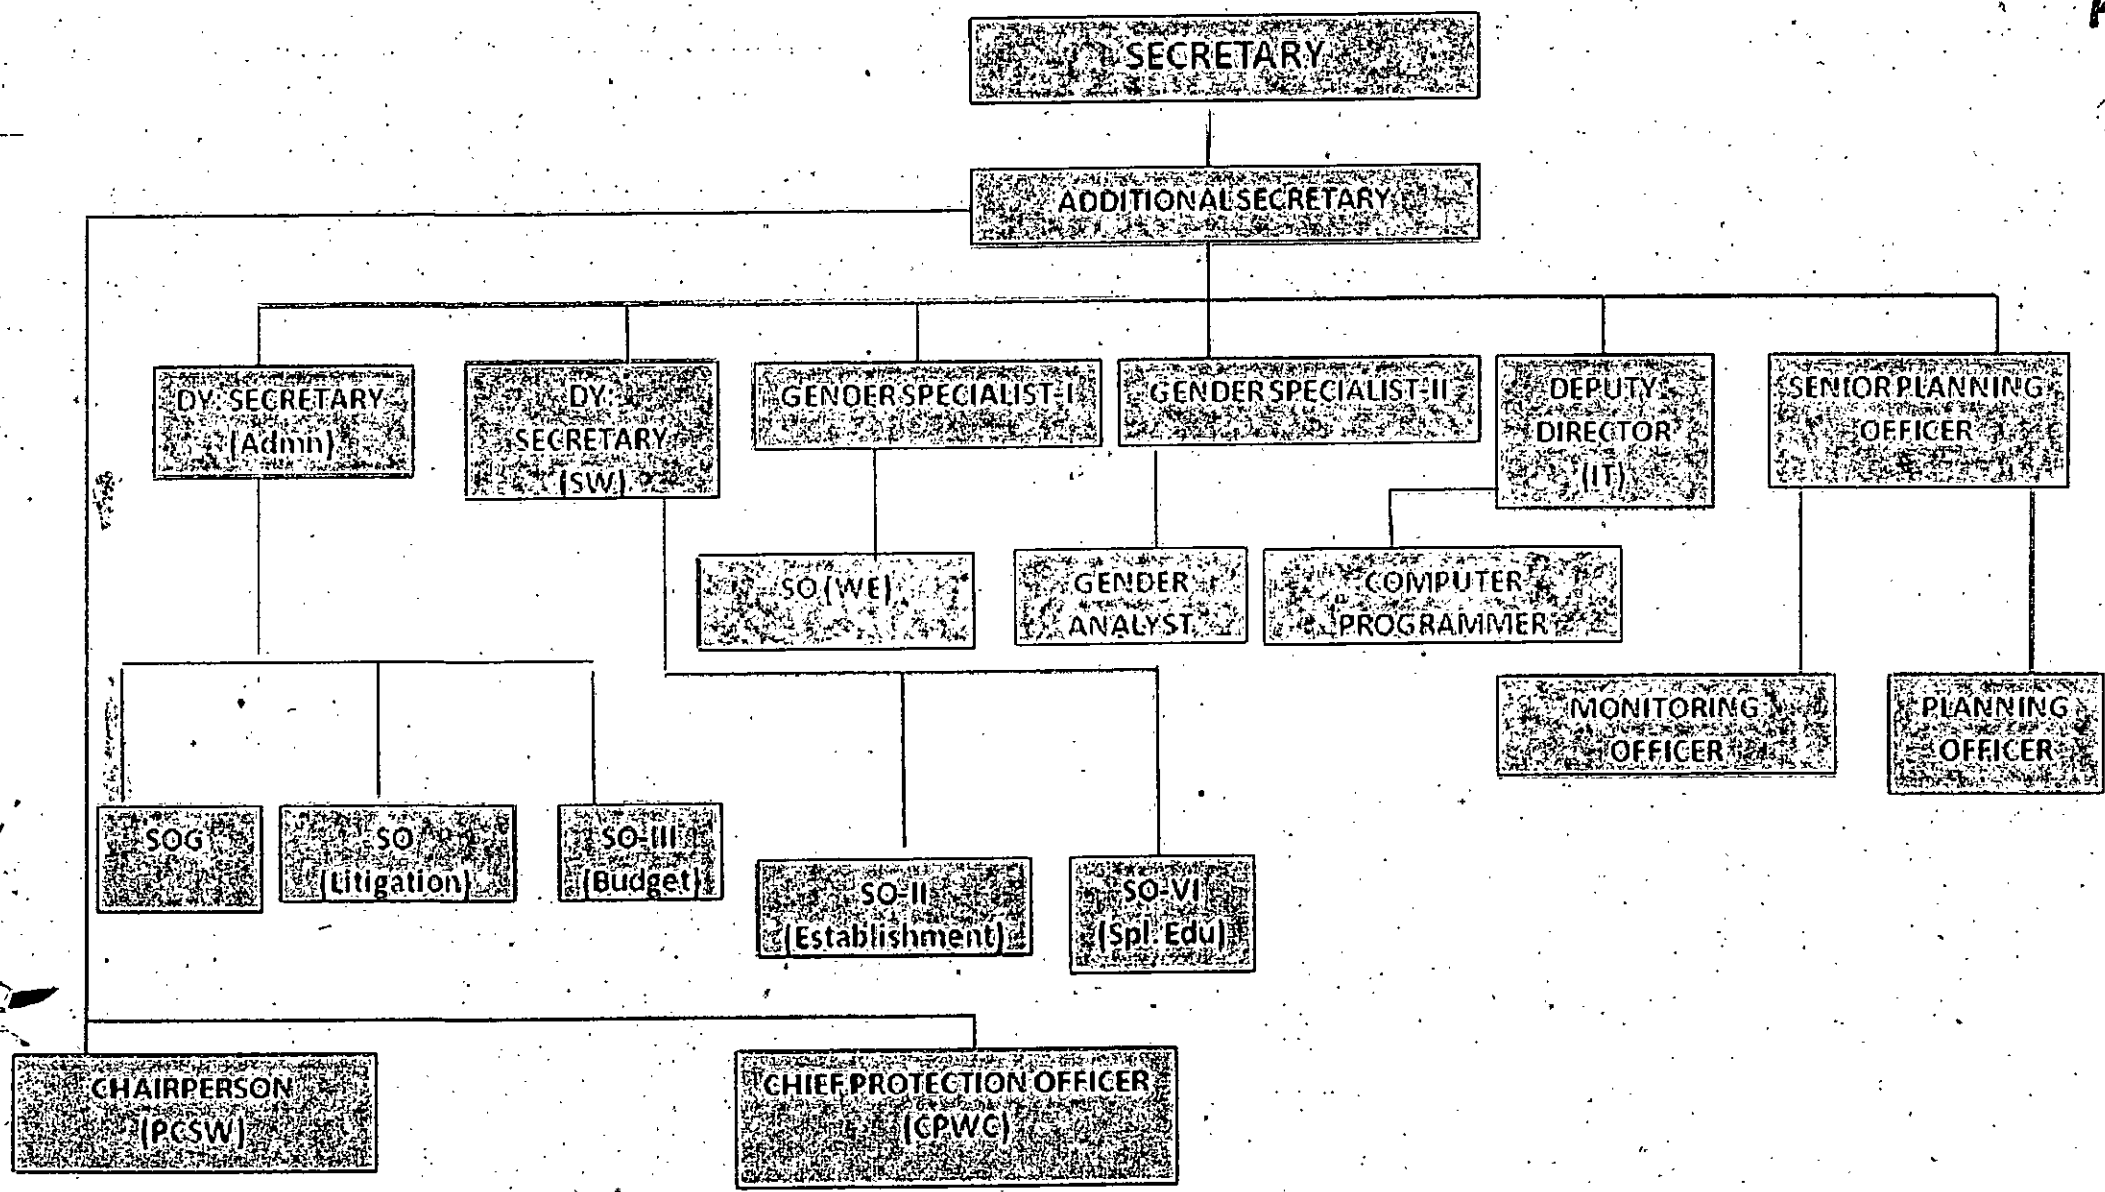 SECRETARY
ADDITIONAL SECRETARY
DY: SECRETARY
(Admn)
DY:
SECRETARY
(SW)
GENDER SPECIALIST-I
GENDER SPECIALIST-II
DEPUTY
DIRECTOR
(IT)
SENIOR PLANNING
OFFICER
SO (WE)
GENDER
ANALYST
COMPUTER
PROGRAMMER
MONITORING
OFFICER
PLANNING
OFFICER
SOG
SO
(Litigation)
SO-III
(Budget)
SO-II
(Establishment)
SO-VI
(Spl. Edu)
CHAIRPERSON
(PCSW)
CHIEF PROTECTION OFFICER
(CPWC)